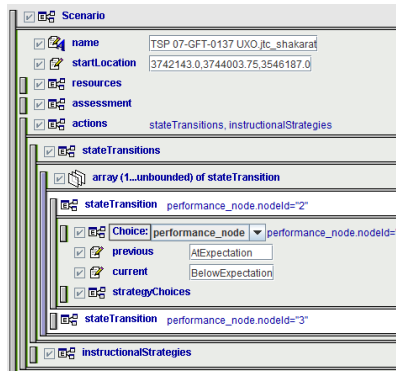 Scenario
name TSP 07-GFT-0137 UXO,jtc_shakarat
startLocation 3742143.0,3744003.75,3546187.0
resources
assessment
actions stateTransitions, instructionalStrategies
stateTransitions
array (1...unbounded) of stateTransition
stateTransition performance_node.nodeId="2"
Choice: performance_node performance_node.nodeId="
previous AtExpectation
current BelowExpectation
strategyChoices
stateTransition performance_node.nodeId="3"
instructionalStrategies